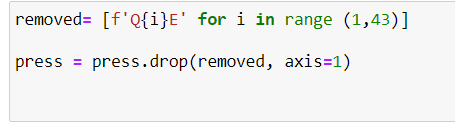 removed= [f'Q{i}E' for i in range (1,43)]
press = press.drop(removed, axis=1)